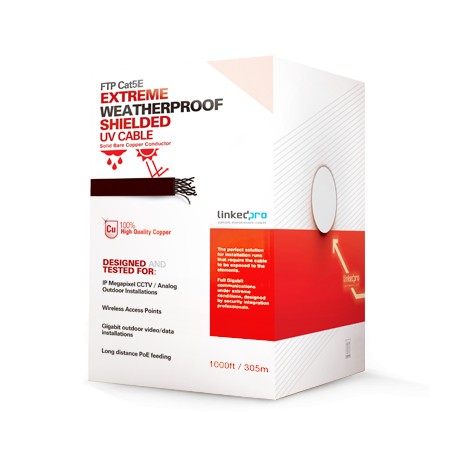 FTP Cat5E
EXTREME
WEATHERPROOF
SHIELDED
UV CABLE
Solid Bare Copper Conductor
Cu
100%
High Quality Copper
DESIGNED AND
TESTED FOR:
IP Megapixel CCTV / Analog
Outdoor Installations
Wireless Access Points
Gigabit outdoor video/data
installations
Long distance PoE feeding
linkedpro
The perfect solution
for installation runs
that require the cable
to be exposed to the
elements.
Full Gigabit
communications
under extreme
conditions, designed
by security integration
professionals.
1000ft / 305m
linkedpro